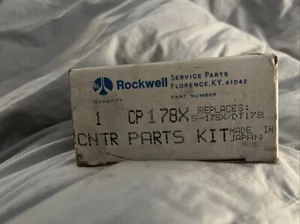 Rockwell SERVICE PARTS
FLORENCE, KY. 41042
QUANTITY PART NUMBER
1 CP178X REPLACES:
5-178X/DT178
CNTR PARTS KIT MADE IN
JAPAN